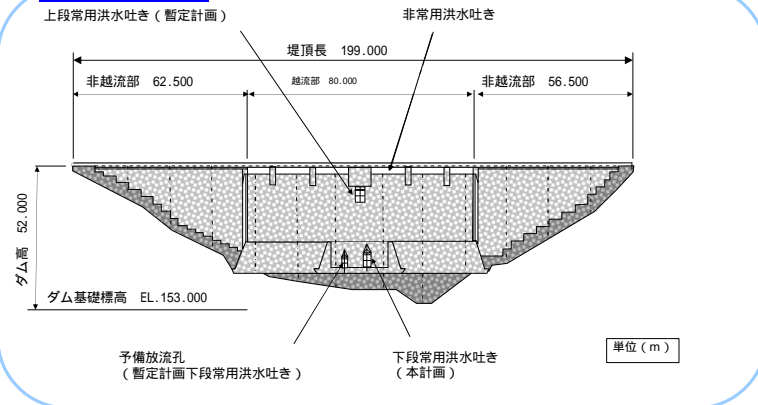 上段常用洪水吐き（暫定計画）
非常用洪水吐き
堤頂長 199.000
非越流部 62.500
越流部 80.000
非越流部 56.500
ダム高 52.000
ダム基礎標高 EL.153.000
予備放流孔
（暫定計画下段常用洪水吐き）
下段常用洪水吐き
（本計画）
単位（m）